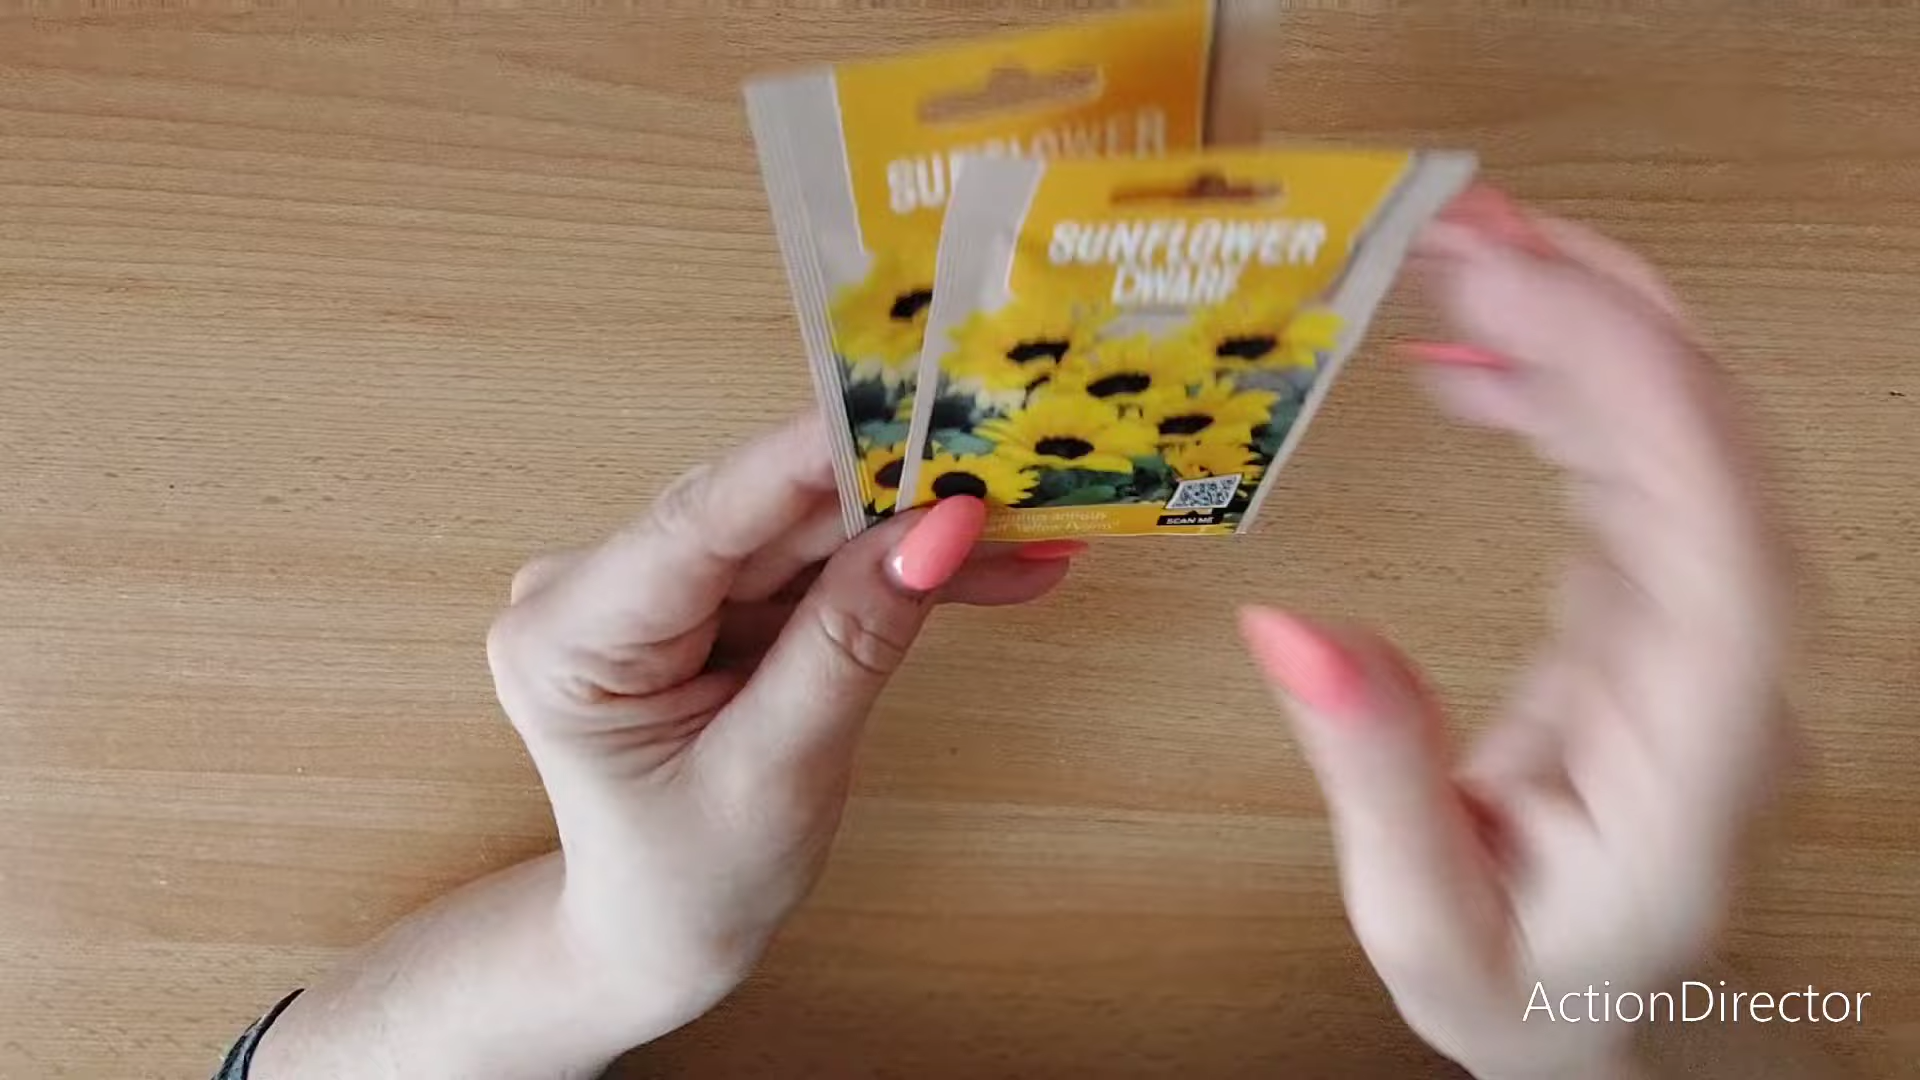 SUNFLOWER
SUNFLOWER
DWARF
SCAN ME
ActionDirector